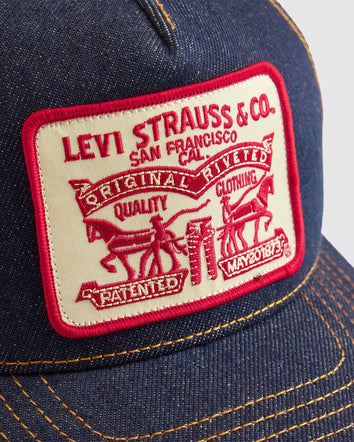 LEVI STRAUSS & CO.
SAN FRANCISCO
CAL.
ORIGINAL RIVETED
QUALITY CLOTHING
PATENTED MAY 20 1873
®